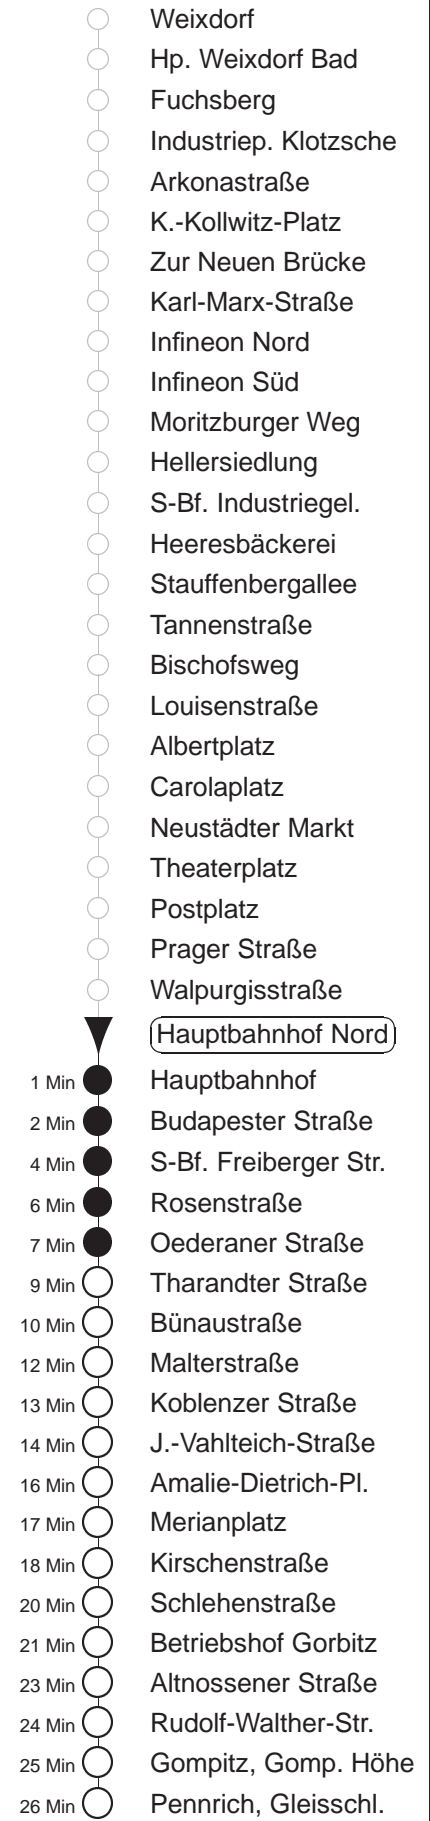 Weixdorf
Hp. Weixdorf Bad
Fuchsberg
Industriep. Klotzsche
Arkonastraße
K.-Kollwitz-Platz
Zur Neuen Brücke
Karl-Marx-Straße
Infineon Nord
Infineon Süd
Moritzburger Weg
Hellersiedlung
S-Bf. Industriegel.
Heeresbäckerei
Stauffenbergallee
Tannenstraße
Bischofsweg
Louisenstraße
Albertplatz
Carolaplatz
Neustädter Markt
Theaterplatz
Postplatz
Prager Straße
Walpurgisstraße
Hauptbahnhof Nord
1 Min Hauptbahnhof
2 Min Budapester Straße
4 Min S-Bf. Freiberger Str.
6 Min Rosenstraße
7 Min Oederaner Straße
9 Min Tharandter Straße
10 Min Bünaustraße
12 Min Malterstraße
13 Min Koblenzer Straße
14 Min J.-Vahlteich-Straße
16 Min Amalie-Dietrich-Pl.
17 Min Merianplatz
18 Min Kirschenstraße
20 Min Schlehenstraße
21 Min Betriebshof Gorbitz
23 Min Altnossener Straße
24 Min Rudolf-Walther-Str.
25 Min Gompitz, Gomp. Höhe
26 Min Pennrich, Gleisschl.